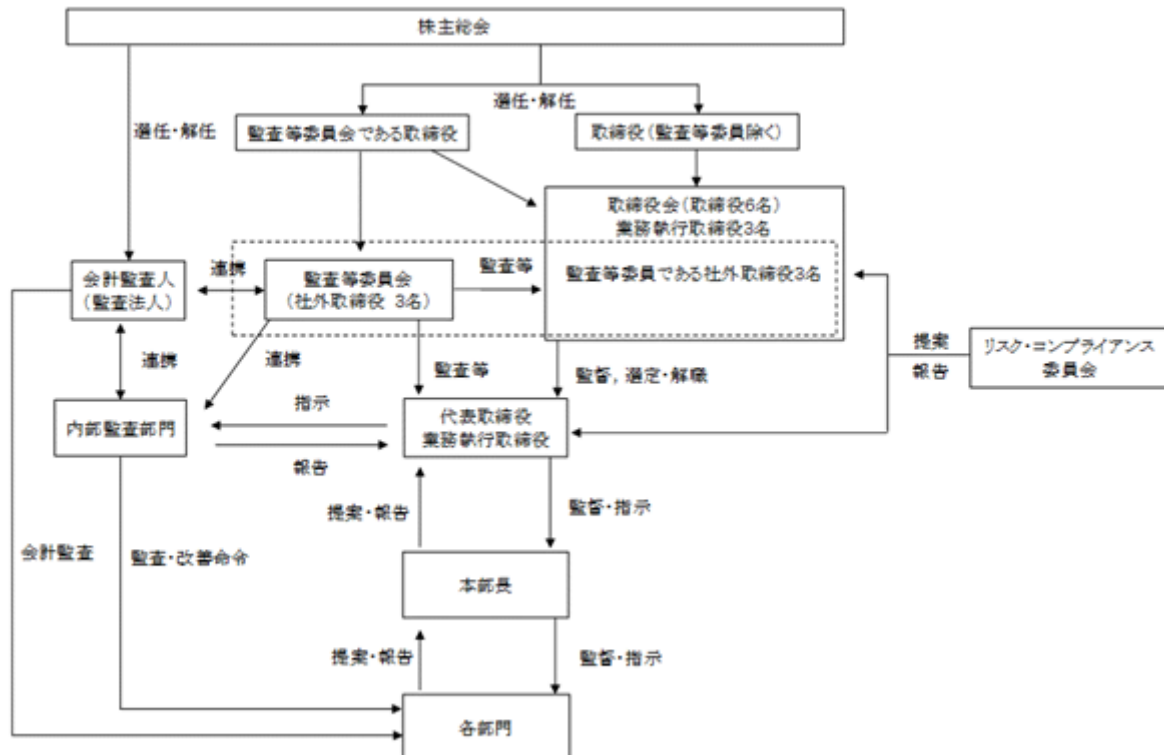 株主総会
選任・解任
選任・解任
監査等委員会である取締役
取締役（監査等委員除く）
取締役会（取締役6名）
業務執行取締役3名
会計監査人
（監査法人）
連携
監査等委員会
（社外取締役 3名）
監査等
監査等委員である社外取締役3名
提案
報告
リスク・コンプライアンス
委員会
連携
連携
監査等
監督，選定・解職
内部監査部門
指示
報告
代表取締役
業務執行取締役
提案・報告
監督・指示
会計監査
監査・改善命令
本部長
提案・報告
監督・指示
各部門